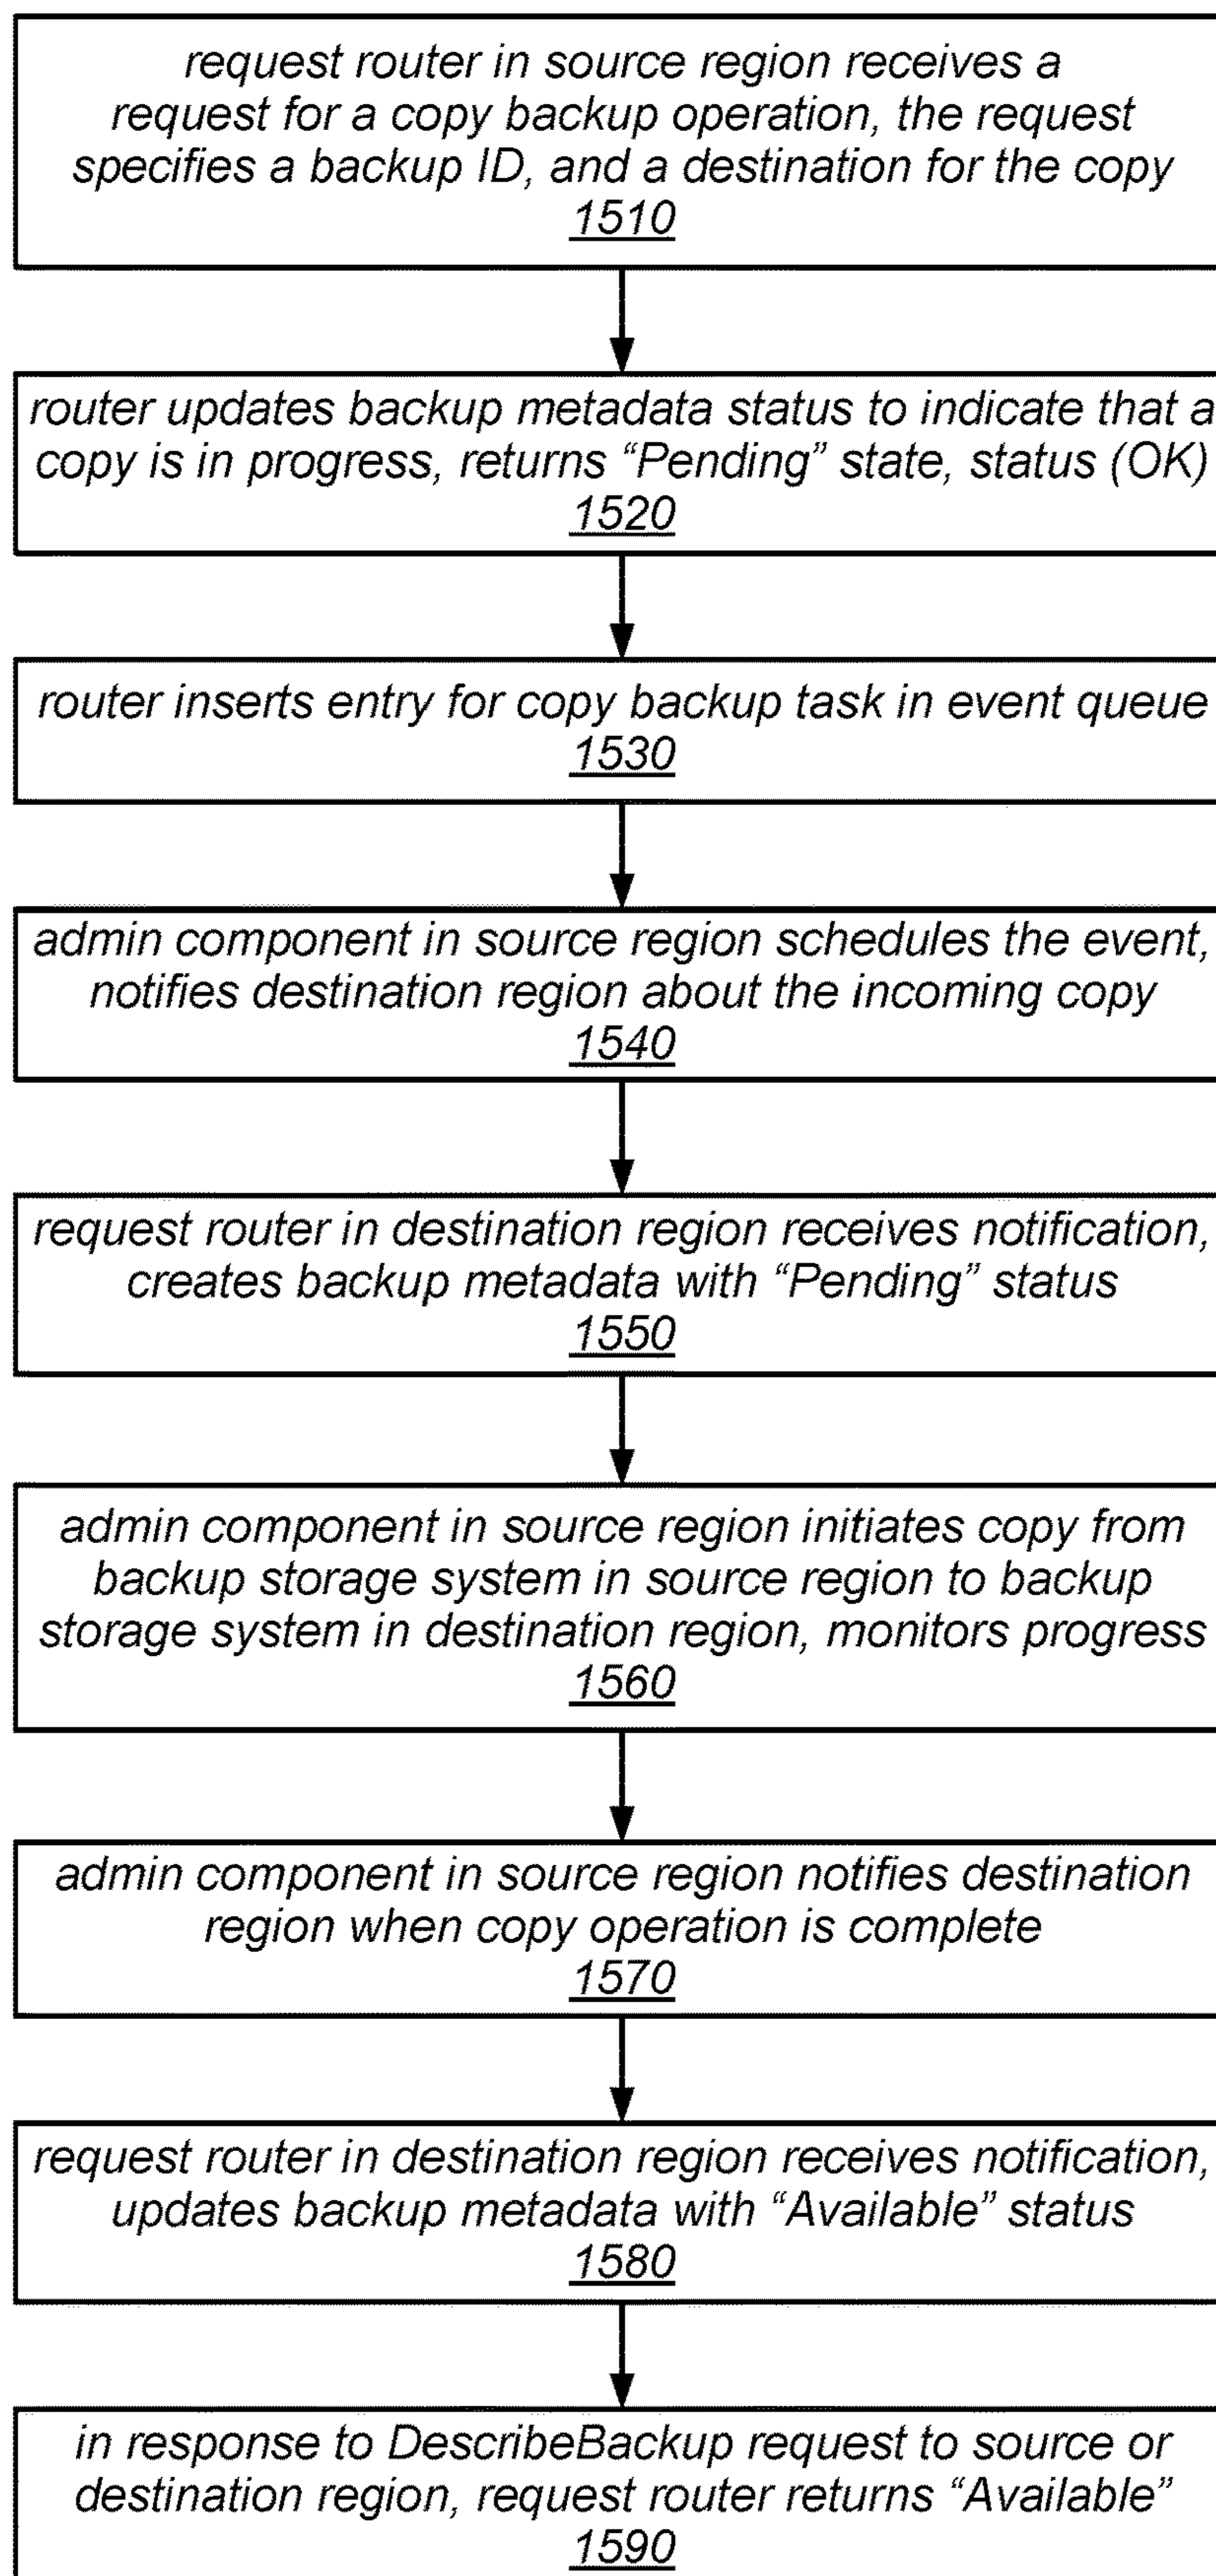 request router in source region receives a
request for a copy backup operation, the request
specifies a backup ID, and a destination for the copy
1510
router updates backup metadata status to indicate that a
copy is in progress, returns “Pending” state, status (OK)
1520
router inserts entry for copy backup task in event queue
1530
admin component in source region schedules the event,
notifies destination region about the incoming copy
1540
request router in destination region receives notification,
creates backup metadata with “Pending” status
1550
admin component in source region initiates copy from
backup storage system in source region to backup
storage system in destination region, monitors progress
1560
admin component in source region notifies destination
region when copy operation is complete
1570
request router in destination region receives notification,
updates backup metadata with “Available” status
1580
in response to DescribeBackup request to source or
destination region, request router returns “Available”
1590